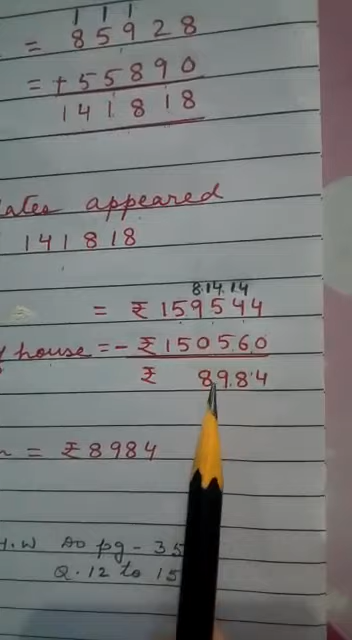 1 1 1
= 85928
= + 55890
141818
appeared
141818
8 14 14
= ₹ 159544
house = - ₹ 150560
₹ 8984
= ₹ 8984
H.W Do pg - 35
Q. 12 to 15